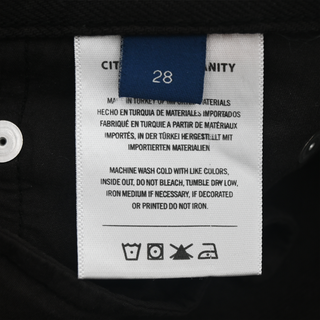 28
CIT ANITY
MA IN TURKEY OF IMPORTED MATERIALS
HECHO EN TURQUIA DE MATERIALES IMPORTADOS
FABRIQUÉ EN TURQUIE A PARTIR DE MATÉRIAUX
IMPORTÉS, IN DER TÜRKEI HERGESTELLT MIT
IMPORTIERTEN MATERIALIEN
MACHINE WASH COLD WITH LIKE COLORS,
INSIDE OUT, DO NOT BLEACH, TUMBLE DRY LOW,
IRON MEDIUM IF NECESSARY, IF DECORATED
OR PRINTED DO NOT IRON.